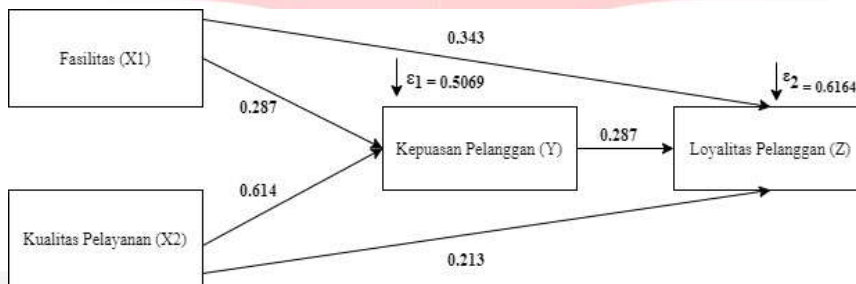 Fasilitas (X1)
0.343
ε1 = 0.5069
ε2 = 0.6164
0.287
Kepuasan Pelanggan (Y)
0.287
Loyalitas Pelanggan (Z)
0.614
Kualitas Pelayanan (X2)
0.213